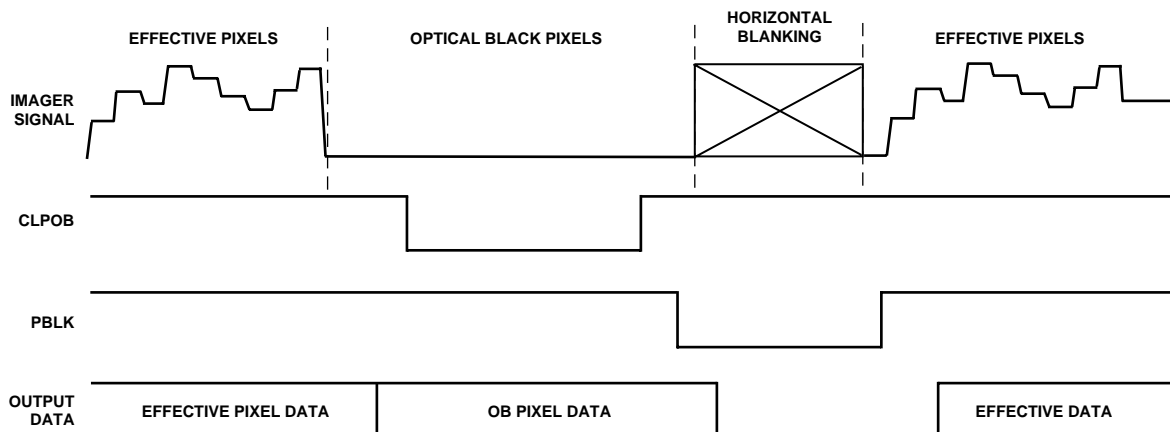 HORIZONTAL
BLANKING
EFFECTIVE PIXELS
OPTICAL BLACK PIXELS
EFFECTIVE PIXELS
IMAGER
SIGNAL
CLPOB
PBLK
OUTPUT
DATA
EFFECTIVE PIXEL DATA
OB PIXEL DATA
EFFECTIVE DATA